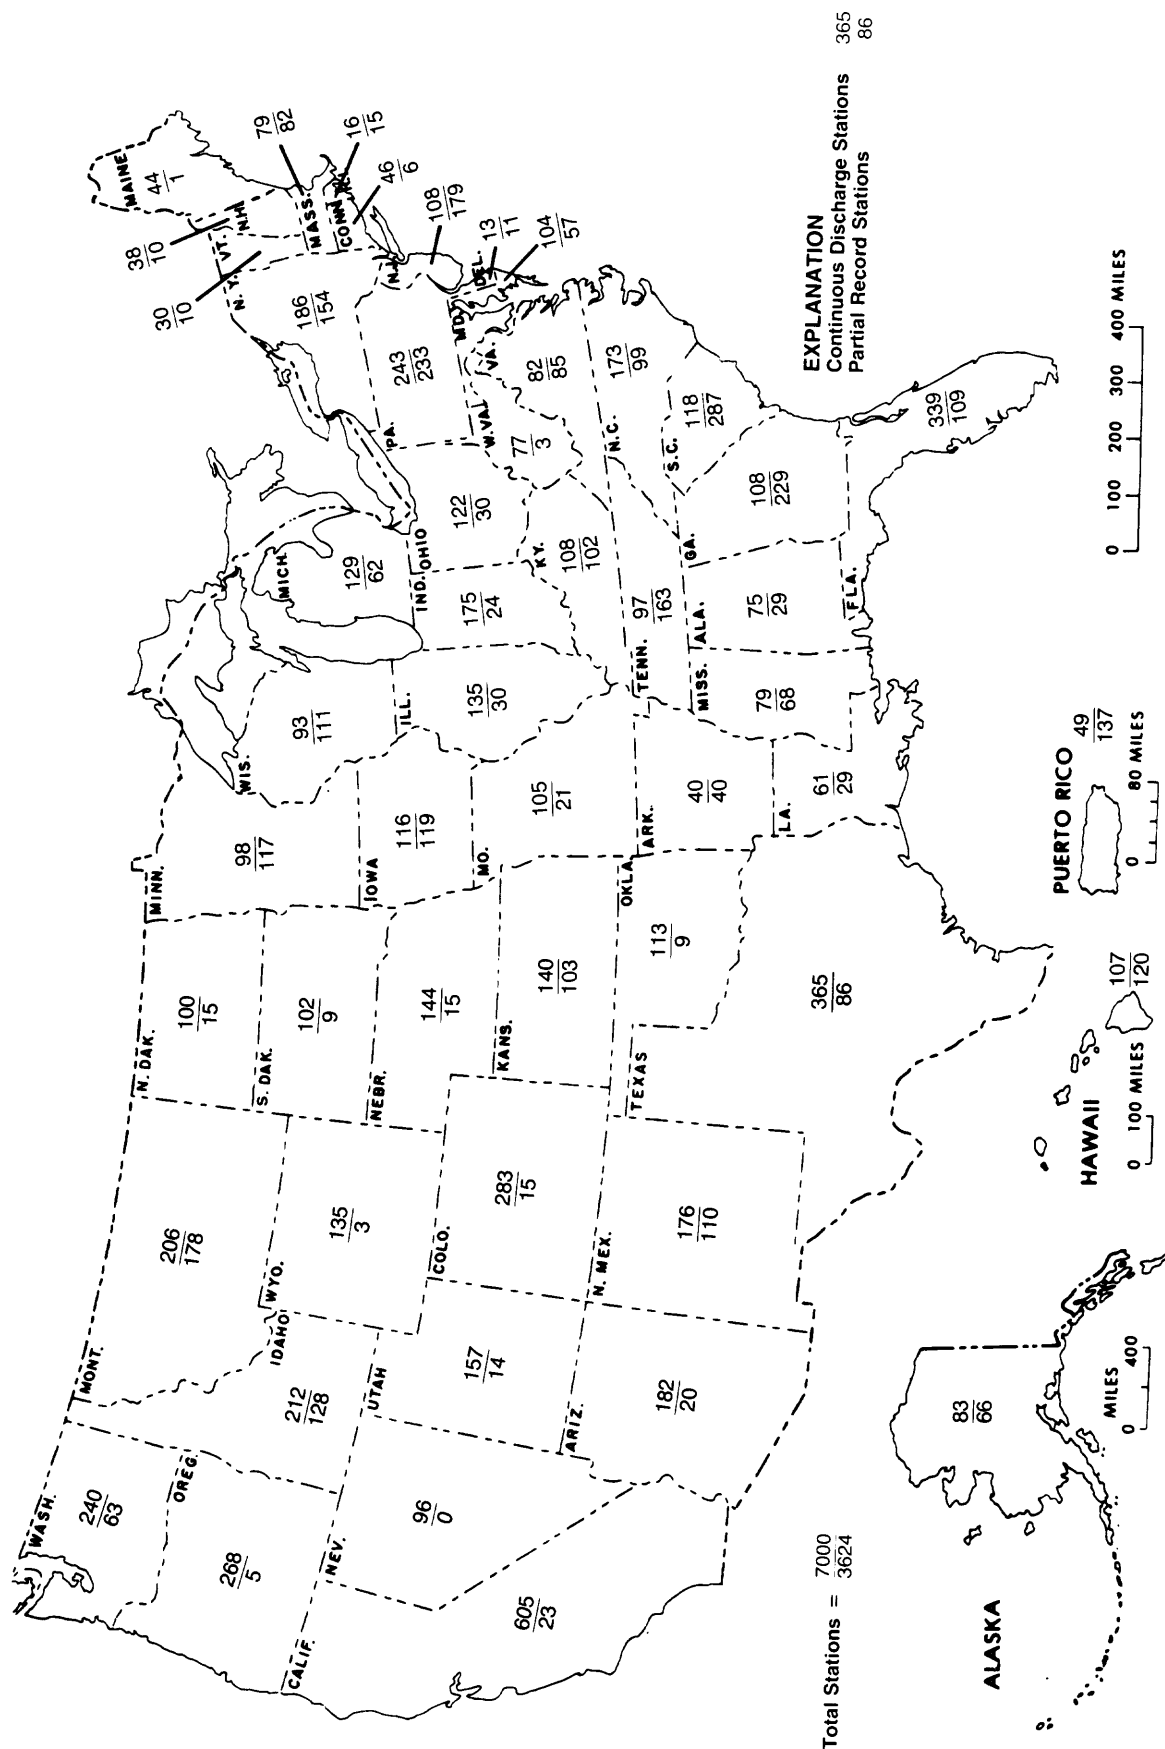 WASH.
240
63
OREG.
268
5
CALIF.
605
23
NEV.
96
0
IDAHO
212
128
MONT.
206
178
WYO.
135
3
UTAH
157
14
COLO.
283
15
ARIZ.
182
20
N. MEX.
176
110
N. DAK.
100
15
S. DAK.
102
9
NEBR.
144
15
KANS.
140
103
OKLA.
113
9
TEXAS
365
86
MINN.
98
117
IOWA
116
119
MO.
105
21
ARK.
40
40
LA.
61
29
WIS.
93
111
ILL.
135
30
MICH.
129
62
IND.
175
24
OHIO
122
30
KY.
108
102
TENN.
97
163
MISS.
79
68
ALA.
75
29
GA.
108
229
FLA.
339
109
S.C.
118
287
N.C.
173
99
VA.
82
85
W.VA.
77
3
MD.
104
57
DEL.
13
11
PA.
243
233
N.J.
108
179
N.Y.
186
154
CONN.
46
6
R.I.
16
15
MASS.
79
82
VT.
30
10
N.H.
38
10
MAINE
44
1
EXPLANATION
Continuous Discharge Stations 365
Partial Record Stations 86
0 100 200 300 400 MILES
Total Stations = 7000
3624
ALASKA
83
66
MILES
0 400
HAWAII
107
120
0 100 MILES
PUERTO RICO
49
137
0 80 MILES